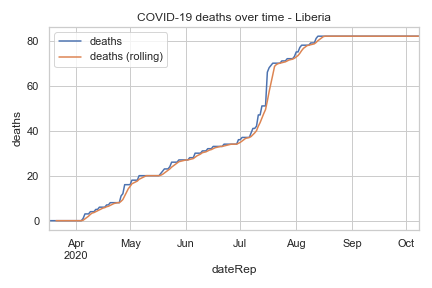 COVID-19 deaths over time - Liberia
deaths
deaths (rolling)
80
60
40
20
0
deaths
Apr May Jun Jul Aug Sep Oct
2020
dateRep